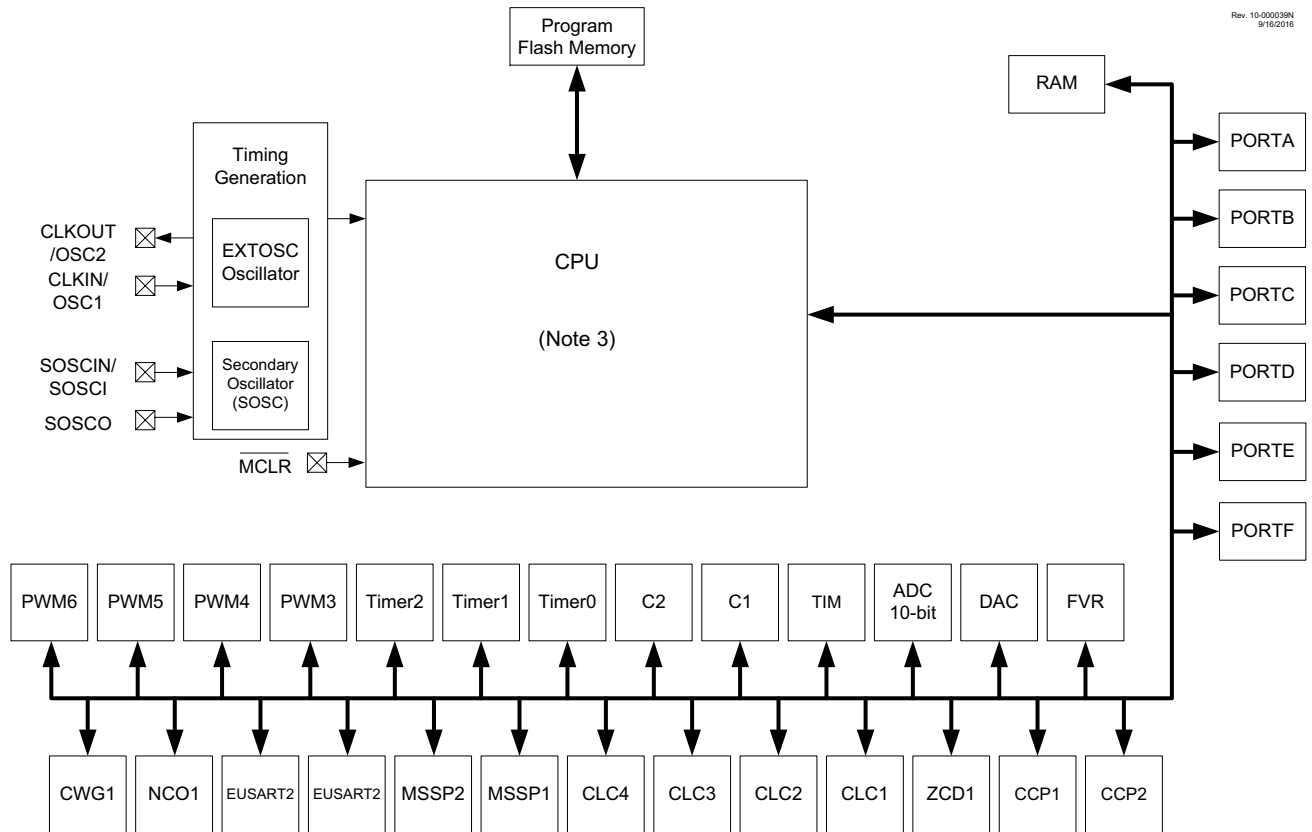 Rev. 10-000039N
9/16/2016
Program
Flash Memory
RAM
PORTA
Timing
Generation
CLKOUT
/OSC2
EXTOSC
Oscillator
CLKIN/
OSC1
CPU
(Note 3)
PORTB
PORTC
SOSCIN/
SOSCI
Secondary
Oscillator
(SOSC)
SOSCO
PORTD
MCLR
PORTE
PORTF
PWM6
PWM5
PWM4
PWM3
Timer2
Timer1
Timer0
C2
C1
TIM
ADC
10-bit
DAC
FVR
CWG1
NCO1
EUSART2
EUSART2
MSSP2
MSSP1
CLC4
CLC3
CLC2
CLC1
ZCD1
CCP1
CCP2